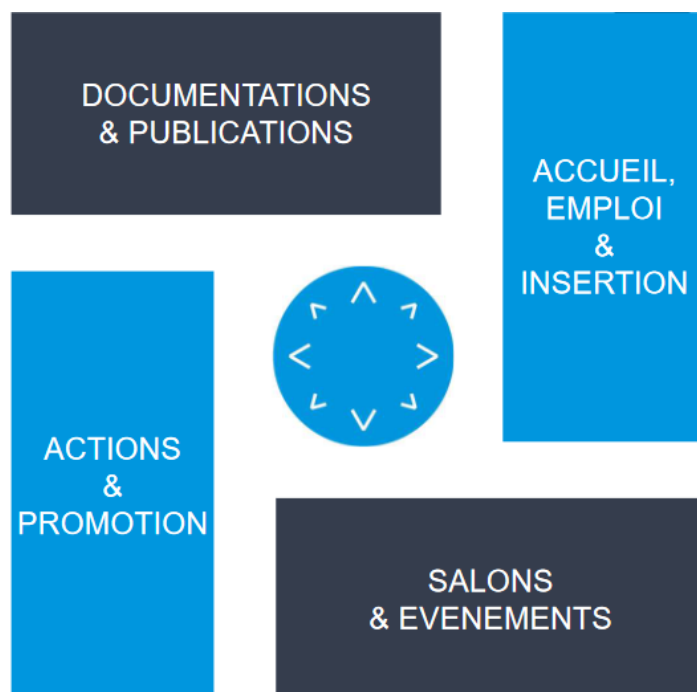 DOCUMENTATIONS
& PUBLICATIONS
ACCUEIL,
EMPLOI
&
INSERTION
ACTIONS
&
PROMOTION
SALONS
& EVENEMENTS